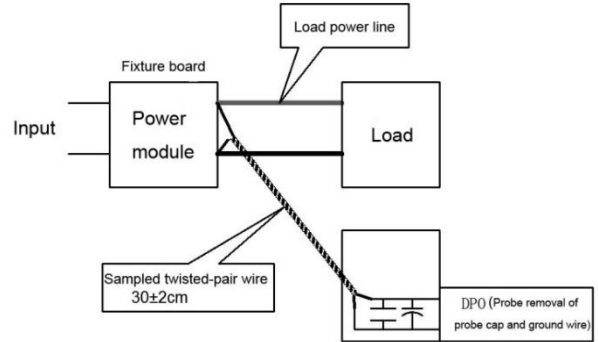 Load power line
Fixture board
Input
Power
module
Load
Sampled twisted-pair wire
30±2cm
DPO (Probe removal of
probe cap and ground wire)